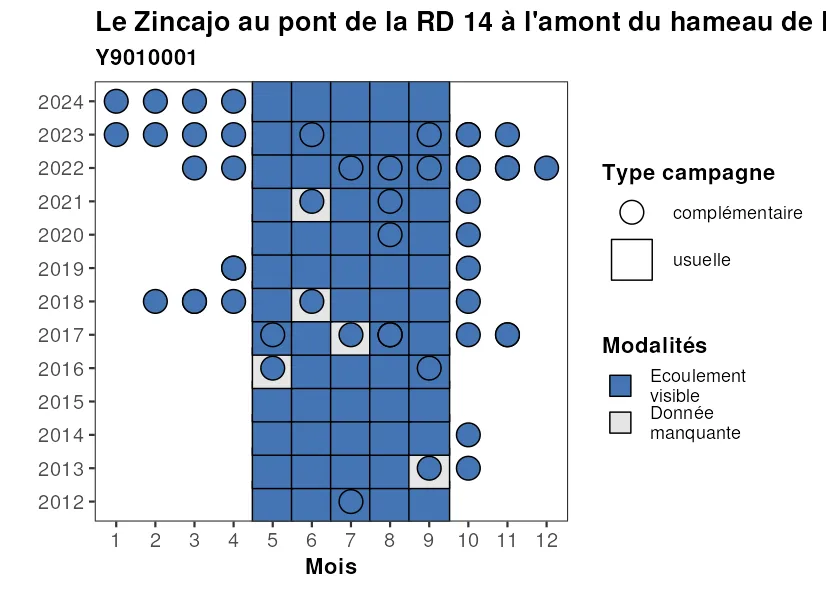 Le Zincajo au pont de la RD 14 à l'amont du hameau de
Y9010001
2024
2023
2022
2021
2020
2019
2018
2017
2016
2015
2014
2013
2012
1 2 3 4 5 6 7 8 9 10 11 12
Mois
Type campagne
complémentaire
usuelle
Modalités
Ecoulement
visible
Donnée
manquante